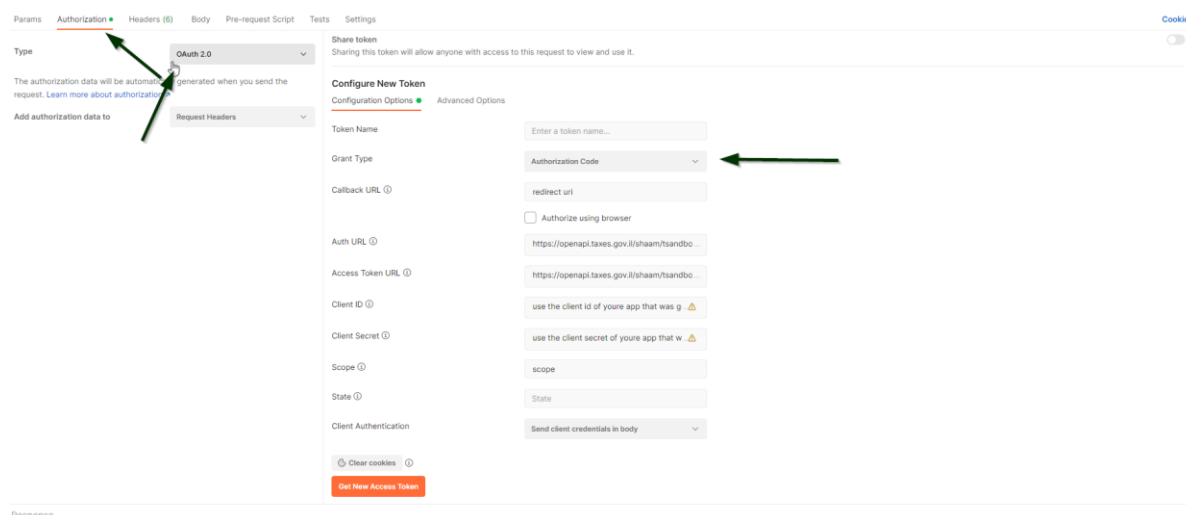 Params Authorization Headers (6) Body Pre-request Script Tests Settings Cookie
Type
OAuth 2.0
The authorization data will be automatically generated when you send the
request. Learn more about authorization
Add authorization data to
Request Headers
Share token
Sharing this token will allow anyone with access to this request to view and use it.
Configure New Token
Configuration Options Advanced Options
Token Name
Enter a token name...
Grant Type
Authorization Code
Callback URL
redirect uri
Authorize using browser
Auth URL
https://openapi.taxes.gov.il/shaam/tsandbo...
Access Token URL
https://openapi.taxes.gov.il/shaam/tsandbo...
Client ID
use the client id of youre app that was g...
Client Secret
use the client secret of youre app that w...
Scope
scope
State
State
Client Authentication
Send client credentials in body
Clear cookies
Get New Access Token
Response